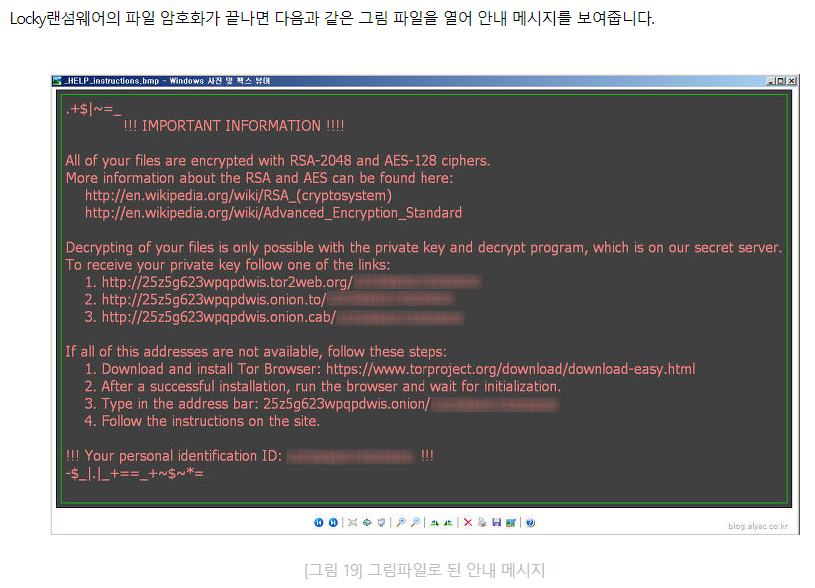 Locky랜섬웨어의 파일 암호화가 끝나면 다음과 같은 그림 파일을 열어 안내 메시지를 보여줍니다.
_HELP_instructions.bmp - Windows 사진 및 팩스 뷰어
.+$|~=_
!!! IMPORTANT INFORMATION !!!!
All of your files are encrypted with RSA-2048 and AES-128 ciphers.
More information about the RSA and AES can be found here:
http://en.wikipedia.org/wiki/RSA_(cryptosystem)
http://en.wikipedia.org/wiki/Advanced_Encryption_Standard
Decrypting of your files is only possible with the private key and decrypt program, which is on our secret server.
To receive your private key follow one of the links:
1. http://25z5g623wpqpdwis.tor2web.org/
2. http://25z5g623wpqpdwis.onion.to/
3. http://25z5g623wpqpdwis.onion.cab/
If all of this addresses are not available, follow these steps:
1. Download and install Tor Browser: https://www.torproject.org/download/download-easy.html
2. After a successful installation, run the browser and wait for initialization.
3. Type in the address bar: 25z5g623wpqpdwis.onion/
4. Follow the instructions on the site.
!!! Your personal identification ID: !!!
-$_|.|_+==_+~$~*=
blog.alyac.co.kr
[그림 19] 그림파일로 된 안내 메시지